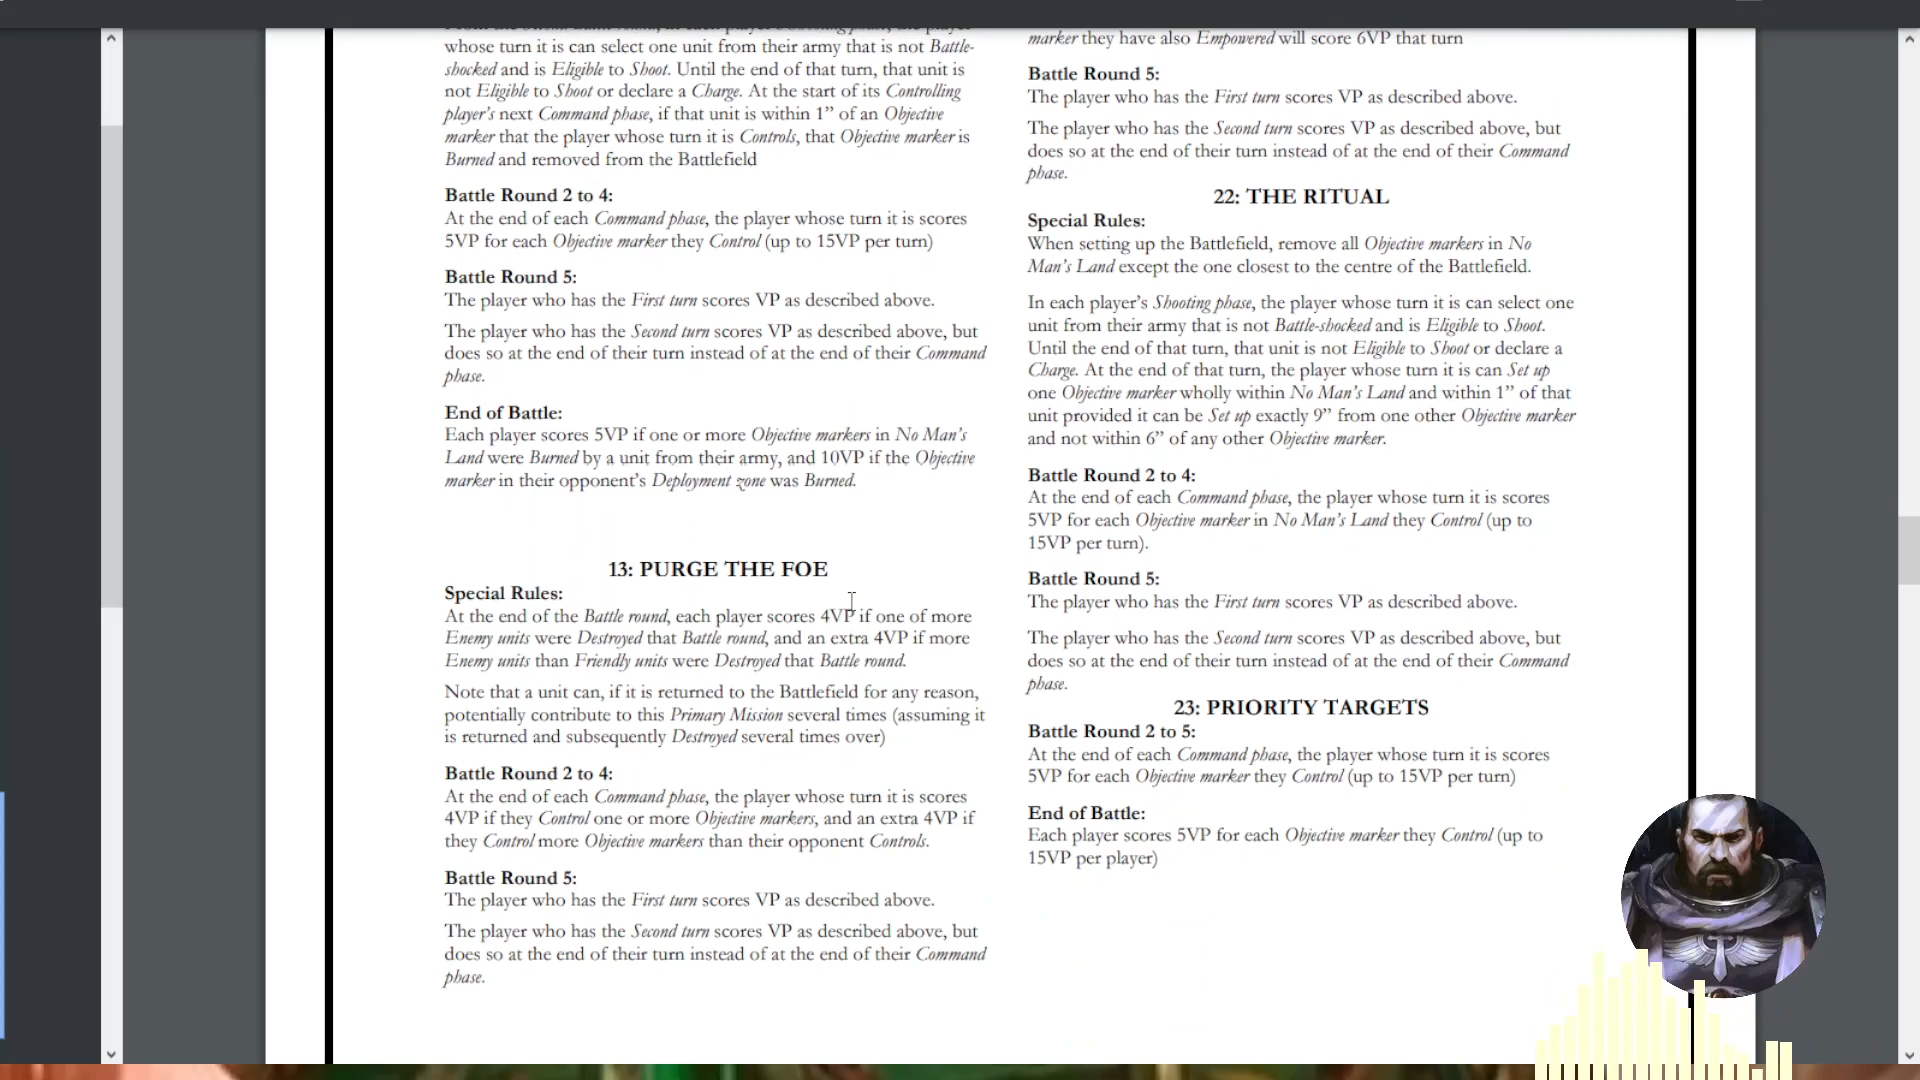 whose turn it is can select one unit from their army that is not Battle-
shocked and is Eligible to Shoot. Until the end of that turn, that unit is
not Eligible to Shoot or declare a Charge. At the start of its Controlling
player's next Command phase, if that unit is within 1” of an Objective
marker that the player whose turn it is Controls, that Objective marker is
Burned and removed from the Battlefield
Battle Round 2 to 4:
At the end of each Command phase, the player whose turn it is scores
5VP for each Objective marker they Control (up to 15VP per turn)
Battle Round 5:
The player who has the First turn scores VP as described above.
The player who has the Second turn scores VP as described above, but
does so at the end of their turn instead of at the end of their Command
phase.
End of Battle:
Each player scores 5VP if one or more Objective markers in No Man's
Land were Burned by a unit from their army, and 10VP if the Objective
marker in their opponent's Deployment zone was Burned.
13: PURGE THE FOE
Special Rules:
At the end of the Battle round, each player scores 4VP if one of more
Enemy units were Destroyed that Battle round, and an extra 4VP if more
Enemy units than Friendly units were Destroyed that Battle round.
Note that a unit can, if it is returned to the Battlefield for any reason,
potentially contribute to this Primary Mission several times (assuming it
is returned and subsequently Destroyed several times over)
Battle Round 2 to 4:
At the end of each Command phase, the player whose turn it is scores
4VP if they Control one or more Objective markers, and an extra 4VP if
they Control more Objective markers than their opponent Controls.
Battle Round 5:
The player who has the First turn scores VP as described above.
The player who has the Second turn scores VP as described above, but
does so at the end of their turn instead of at the end of their Command
phase.
marker they have also Empowered will score 6VP that turn
Battle Round 5:
The player who has the First turn scores VP as described above.
The player who has the Second turn scores VP as described above, but
does so at the end of their turn instead of at the end of their Command
phase.
22: THE RITUAL
Special Rules:
When setting up the Battlefield, remove all Objective markers in No
Man's Land except the one closest to the centre of the Battlefield.
In each player's Shooting phase, the player whose turn it is can select one
unit from their army that is not Battle-shocked and is Eligible to Shoot.
Until the end of that turn, that unit is not Eligible to Shoot or declare a
Charge. At the end of that turn, the player whose turn it is can Set up
one Objective marker wholly within No Man's Land and within 1” of that
unit provided it can be Set up exactly 9” from one other Objective marker
and not within 6” of any other Objective marker.
Battle Round 2 to 4:
At the end of each Command phase, the player whose turn it is scores
5VP for each Objective marker in No Man's Land they Control (up to
15VP per turn).
Battle Round 5:
The player who has the First turn scores VP as described above.
The player who has the Second turn scores VP as described above, but
does so at the end of their turn instead of at the end of their Command
phase.
23: PRIORITY TARGETS
Battle Round 2 to 5:
At the end of each Command phase, the player whose turn it is scores
5VP for each Objective marker they Control (up to 15VP per turn)
End of Battle:
Each player scores 5VP for each Objective marker they Control (up to
15VP per player)